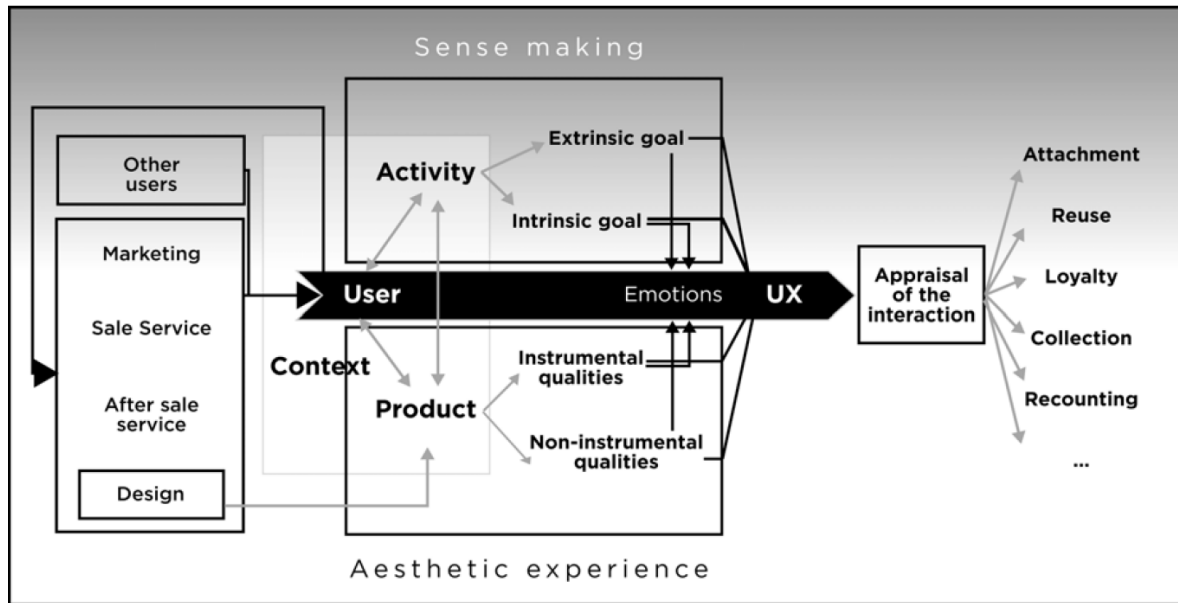 Sense making
Other
users
Marketing
Sale Service
After sale
service
Design
Activity
Extrinsic goal
Intrinsic goal
User
Emotions
UX
Context
Product
Instrumental
qualities
Non-instrumental
qualities
Aesthetic experience
Appraisal
of the
interaction
Attachment
Reuse
Loyalty
Collection
Recounting
...